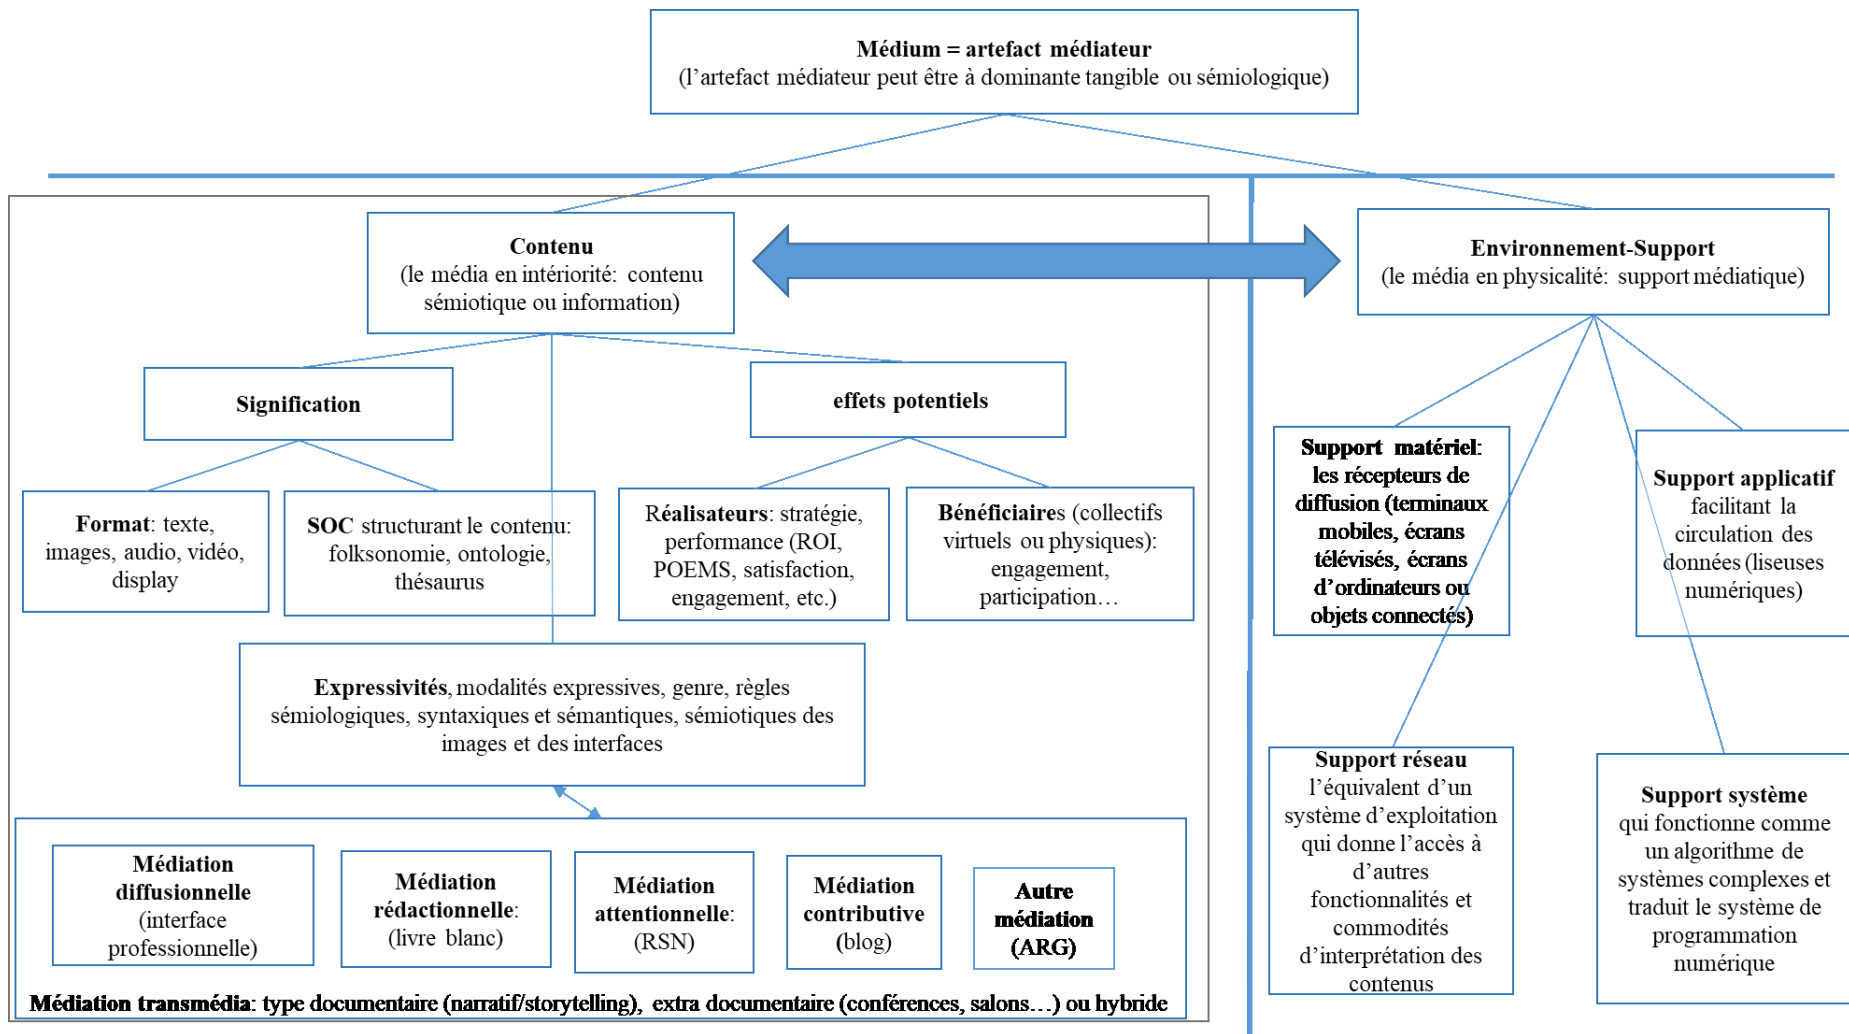 Médium = artefact médiateur
(l’artefact médiateur peut être à dominante tangible ou sémiologique)
Contenu
(le média en intériorité: contenu
sémiotique ou information)
Environnement-Support
(le média en physicalité: support médiatique)
Signification
effets potentiels
Format: texte,
images, audio, vidéo,
display
SOC structurant le contenu:
folksonomie, ontologie,
thésaurus
Réalisateurs: stratégie,
performance (ROI,
POEMS, satisfaction,
engagement, etc.)
Bénéficiaires (collectifs
virtuels ou physiques):
engagement,
participation…
Support matériel:
les récepteurs de
diffusion (terminaux
mobiles, écrans
télévisés, écrans
d’ordinateurs ou
objets connectés)
Support applicatif
facilitant la
circulation des
données (liseuses
numériques)
Expressivités, modalités expressives, genre, règles
sémiologiques, syntaxiques et sémantiques, sémiotiques des
images et des interfaces
Support réseau
l’équivalent d’un
système d’exploitation
qui donne l’accès à
d’autres
fonctionnalités et
commodités
d’interprétation des
contenus
Support système
qui fonctionne comme
un algorithme de
systèmes complexes et
traduit le système de
programmation
numérique
Médiation
diffusionnelle
(interface
professionnelle)
Médiation
rédactionnelle:
(livre blanc)
Médiation
attentionnelle:
(RSN)
Médiation
contributive
(blog)
Autre
médiation
(ARG)
Médiation transmédia: type documentaire (narratif/storytelling), extra documentaire (conférences, salons…) ou hybride